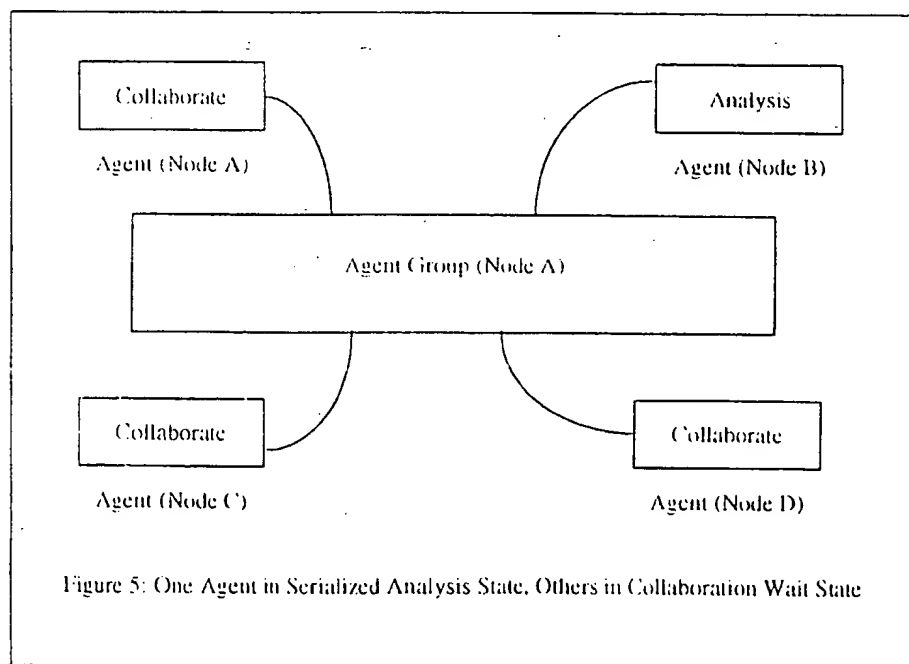 Collaborate
Analysis
Agent (Node A)
Agent (Node B)
Agent Group (Node A)
Collaborate
Collaborate
Agent (Node C)
Agent (Node D)
Figure 5: One Agent in Serialized Analysis State, Others in Collaboration Wait State